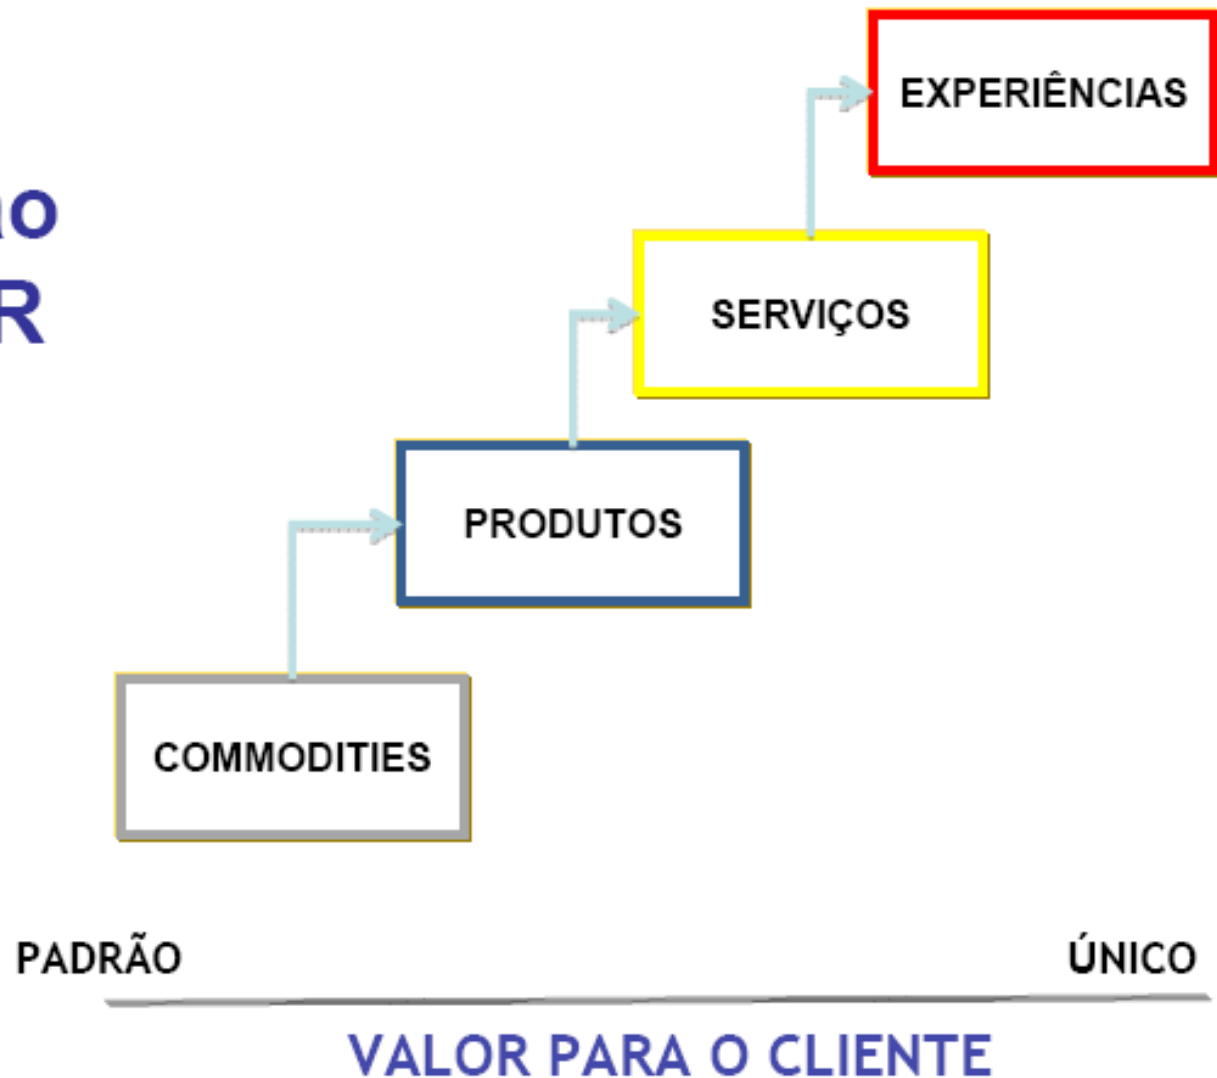 EXPERIÊNCIAS
SERVIÇOS
PRODUTOS
COMMODITIES
PADRÃO
ÚNICO
VALOR PARA O CLIENTE